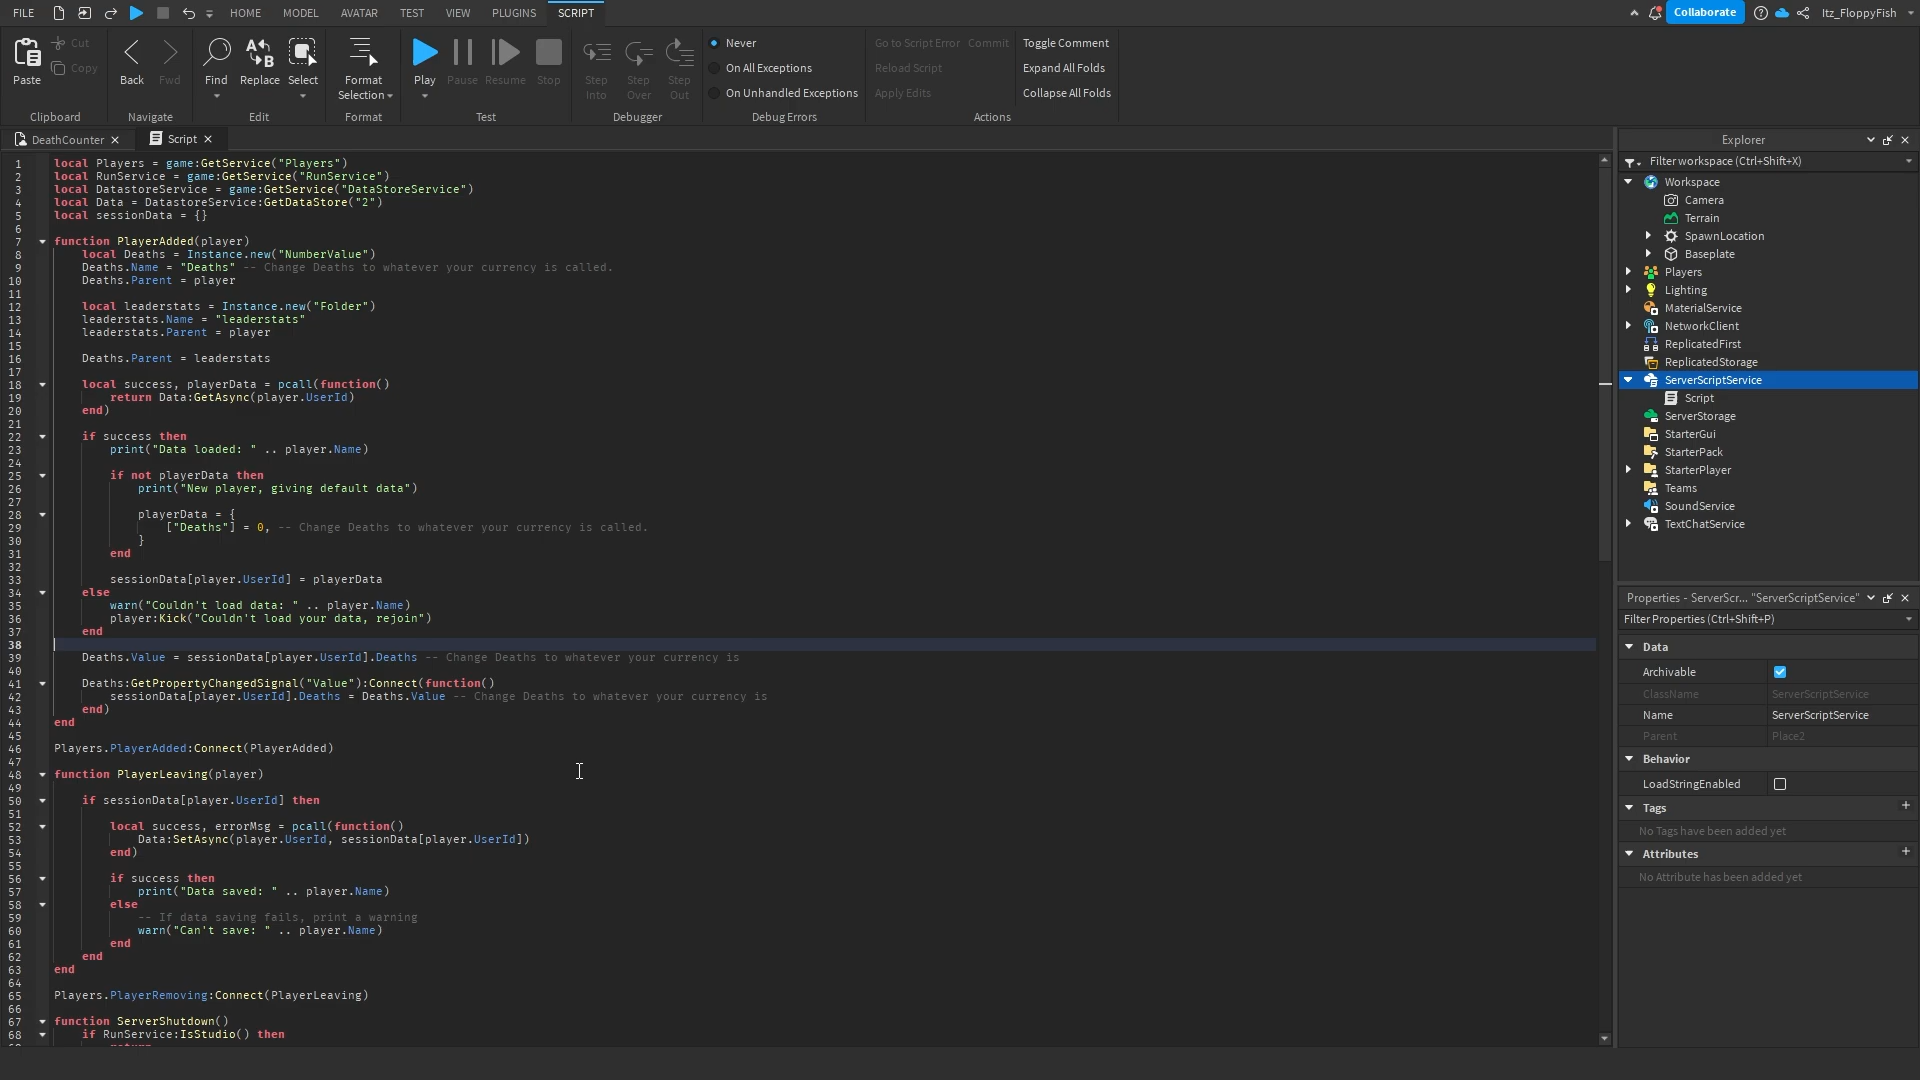 FILE HOME MODEL AVATAR TEST VIEW PLUGINS SCRIPT Collaborate Itz_FloppyFish
Paste Cut Copy Clipboard
Back Fwd Navigate
Find Replace Select Edit
Format Selection Format
Play Pause Resume Stop Test
Step Into Step Over Step Out Debugger
Never
On All Exceptions
On Unhandled Exceptions
Debug Errors
Go to Script Error Commit Toggle Comment
Reload Script Expand All Folds
Apply Edits Collapse All Folds
Actions
DeathCounter Script
1 local Players = game:GetService("Players")
2 local RunService = game:GetService("RunService")
3 local DatastoreService = game:GetService("DataStoreService")
4 local Data = DatastoreService:GetDataStore("2")
5 local sessionData = {}
6
7 function PlayerAdded(player)
8 local Deaths = Instance.new("NumberValue")
9 Deaths.Name = "Deaths" -- Change Deaths to whatever your currency is called.
10 Deaths.Parent = player
11
12 local leaderstats = Instance.new("Folder")
13 leaderstats.Name = "leaderstats"
14 leaderstats.Parent = player
15
16 Deaths.Parent = leaderstats
17
18 local success, playerData = pcall(function()
19 return Data:GetAsync(player.UserId)
20 end)
21
22 if success then
23 print("Data loaded: " .. player.Name)
24
25 if not playerData then
26 print("New player, giving default data")
27
28 playerData = {
29 ["Deaths"] = 0, -- Change Deaths to whatever your currency is called.
30 }
31 end
32
33 sessionData[player.UserId] = playerData
34 else
35 warn("Couldn't load data: " .. player.Name)
36 player:Kick("Couldn't load your data, rejoin")
37 end
38
39 Deaths.Value = sessionData[player.UserId].Deaths -- Change Deaths to whatever your currency is
40
41 Deaths:GetPropertyChangedSignal("Value"):Connect(function()
42 sessionData[player.UserId].Deaths = Deaths.Value -- Change Deaths to whatever your currency is
43 end)
44 end
45
46 Players.PlayerAdded:Connect(PlayerAdded)
47
48 function PlayerLeaving(player)
49
50 if sessionData[player.UserId] then
51
52 local success, errorMsg = pcall(function()
53 Data:SetAsync(player.UserId, sessionData[player.UserId])
54 end)
55
56 if success then
57 print("Data saved: " .. player.Name)
58 else
59 -- If data saving fails, print a warning
60 warn("Can't save: " .. player.Name)
61 end
62 end
63 end
64
65 Players.PlayerRemoving:Connect(PlayerLeaving)
66
67 function ServerShutdown()
68 if RunService:IsStudio() then
Explorer
Filter workspace (Ctrl+Shift+X)
Workspace
Camera
Terrain
SpawnLocation
Baseplate
Players
Lighting
MaterialService
NetworkClient
ReplicatedFirst
ReplicatedStorage
ServerScriptService
Script
ServerStorage
StarterGui
StarterPack
StarterPlayer
Teams
SoundService
TextChatService
Properties - ServerScr... "ServerScriptService"
Filter Properties (Ctrl+Shift+P)
Data
Archivable
ClassName ServerScriptService
Name ServerScriptService
Parent Place2
Behavior
LoadStringEnabled
Tags +
No Tags have been added yet
Attributes +
No Attribute has been added yet